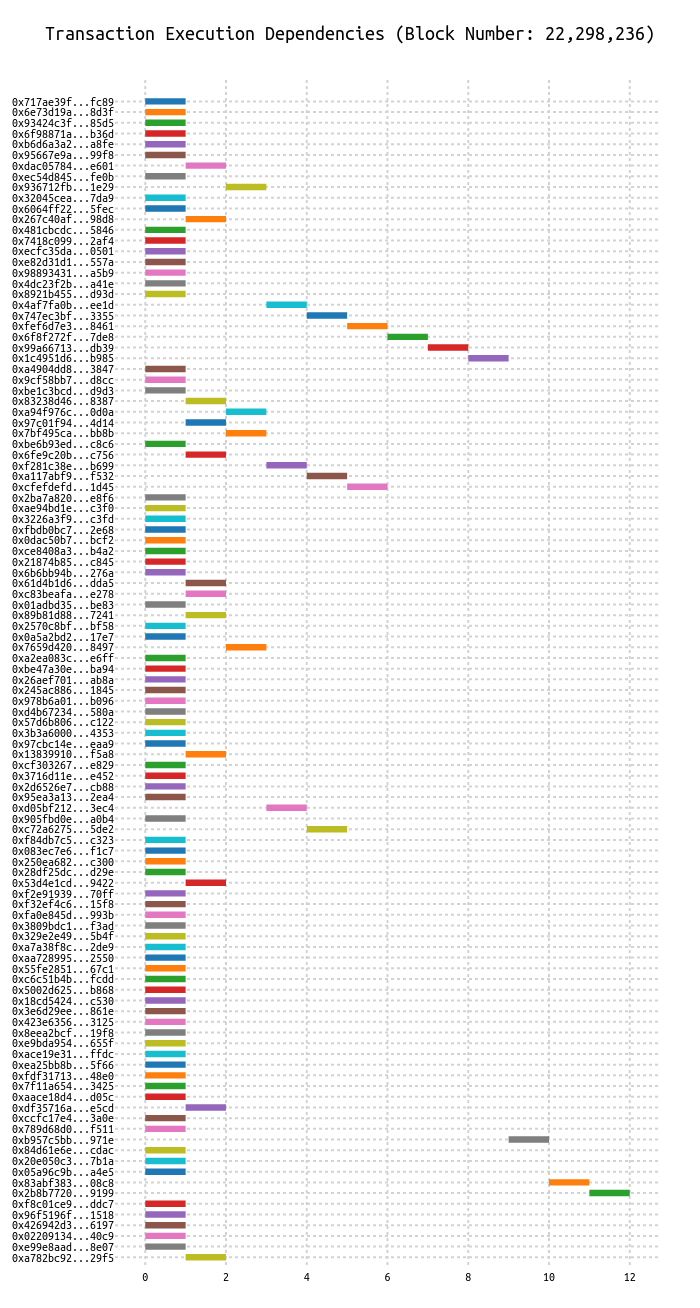 Transaction Execution Dependencies (Block Number: 22,298,236)
0x717ae39f...fc89
0x6e73d19a...8d3f
0x93424c3f...85d5
0x6f98871a...b36d
0xb6d6a3a2...a8fe
0x95667e9a...99f8
0xdac05784...e601
0xec54d845...fe0b
0x936712fb...1e29
0x32045cea...7da9
0x6064ff22...5fec
0x267c40af...98d8
0x481cbcdc...5846
0x7418c099...2af4
0xecfc35da...0501
0xe82d31d1...557a
0x98893431...a5b9
0x4dc23f2b...a41e
0x8921b455...d93d
0x4af7fa0b...ee1d
0x747ec3bf...3355
0xfef6d7e3...8461
0x6f8f272f...7de8
0x99a66713...db39
0x1c4951d6...b985
0xa4904dd8...3847
0x9cf58bb7...d8cc
0xbe1c3bcd...d9d3
0x83238d46...8387
0xa94f976c...0d0a
0x97c01f94...4d14
0x7bf495ca...bb8b
0xbe6b93ed...c8c6
0x6fe9c20b...c756
0xf281c38e...b699
0xa117abf9...f532
0xcfefdefd...1d45
0x2ba7a820...e8f6
0xae94bd1e...c3f0
0x3226a3f9...c3fd
0xfbdb0bc7...2e68
0x0dac50b7...bcf2
0xce8408a3...b4a2
0x21874b85...c845
0x6b6bb94b...276a
0x61d4b1d6...dda5
0xc83beafa...e278
0x01adbd35...be83
0x89b81d88...7241
0x2570c8bf...bf58
0x0a5a2bd2...17e7
0x7659d420...8497
0xa2ea083c...e6ff
0xbe47a30e...ba94
0x26aef701...ab8a
0x245ac886...1845
0x978b6a01...b096
0xd4b67234...580a
0x57d6b806...c122
0x3b3a6000...4353
0x97cbc14e...eaa9
0x13839910...f5a8
0xcf303267...e829
0x3716d11e...e452
0x2d6526e7...cb88
0x95ea3a13...2ea4
0xd05bf212...3ec4
0x905fbd0e...a0b4
0xc72a6275...5de2
0xf84db7c5...c323
0x083ec7e6...f1c7
0x250ea682...c300
0x28df25dc...d29e
0x53d4e1cd...9422
0xf2e91939...70ff
0xf32ef4c6...15f8
0xfa0e845d...993b
0x3809bdc1...f3ad
0x329e2e49...5b4f
0xa7a38f8c...2de9
0xaa728995...2550
0x55fe2851...67c1
0xc6c51b4b...fcdd
0x5002d625...b868
0x18cd5424...c530
0x3e6d29ee...861e
0x423e6356...3125
0x8eea2bcf...19f8
0xe9bda954...655f
0xace19e31...ffdc
0xea25bb8b...5f66
0xfdf31713...48e0
0x7f11a654...3425
0xaace18d4...d05c
0xdf35716a...e5cd
0xccfc17e4...3a0e
0x789d68d0...f511
0xb957c5bb...971e
0x84d61e6e...cdac
0x20e050c3...7b1a
0x05a96c9b...a4e5
0x83abf383...08c8
0x2b8b7720...9199
0xf8c01ce9...ddc7
0x96f5196f...1518
0x426942d3...6197
0x02209134...40c9
0xe99e8aad...8e07
0xa782bc92...29f5
0 2 4 6 8 10 12